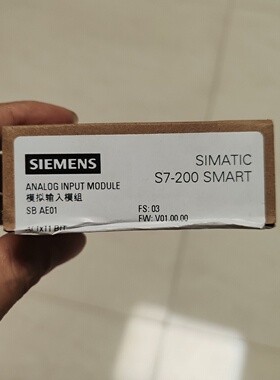 SIEMENS
SIMATIC
S7-200 SMART
ANALOG INPUT MODULE
模拟输入模组
SB AE01
FS: 03
FW: V01.00.00